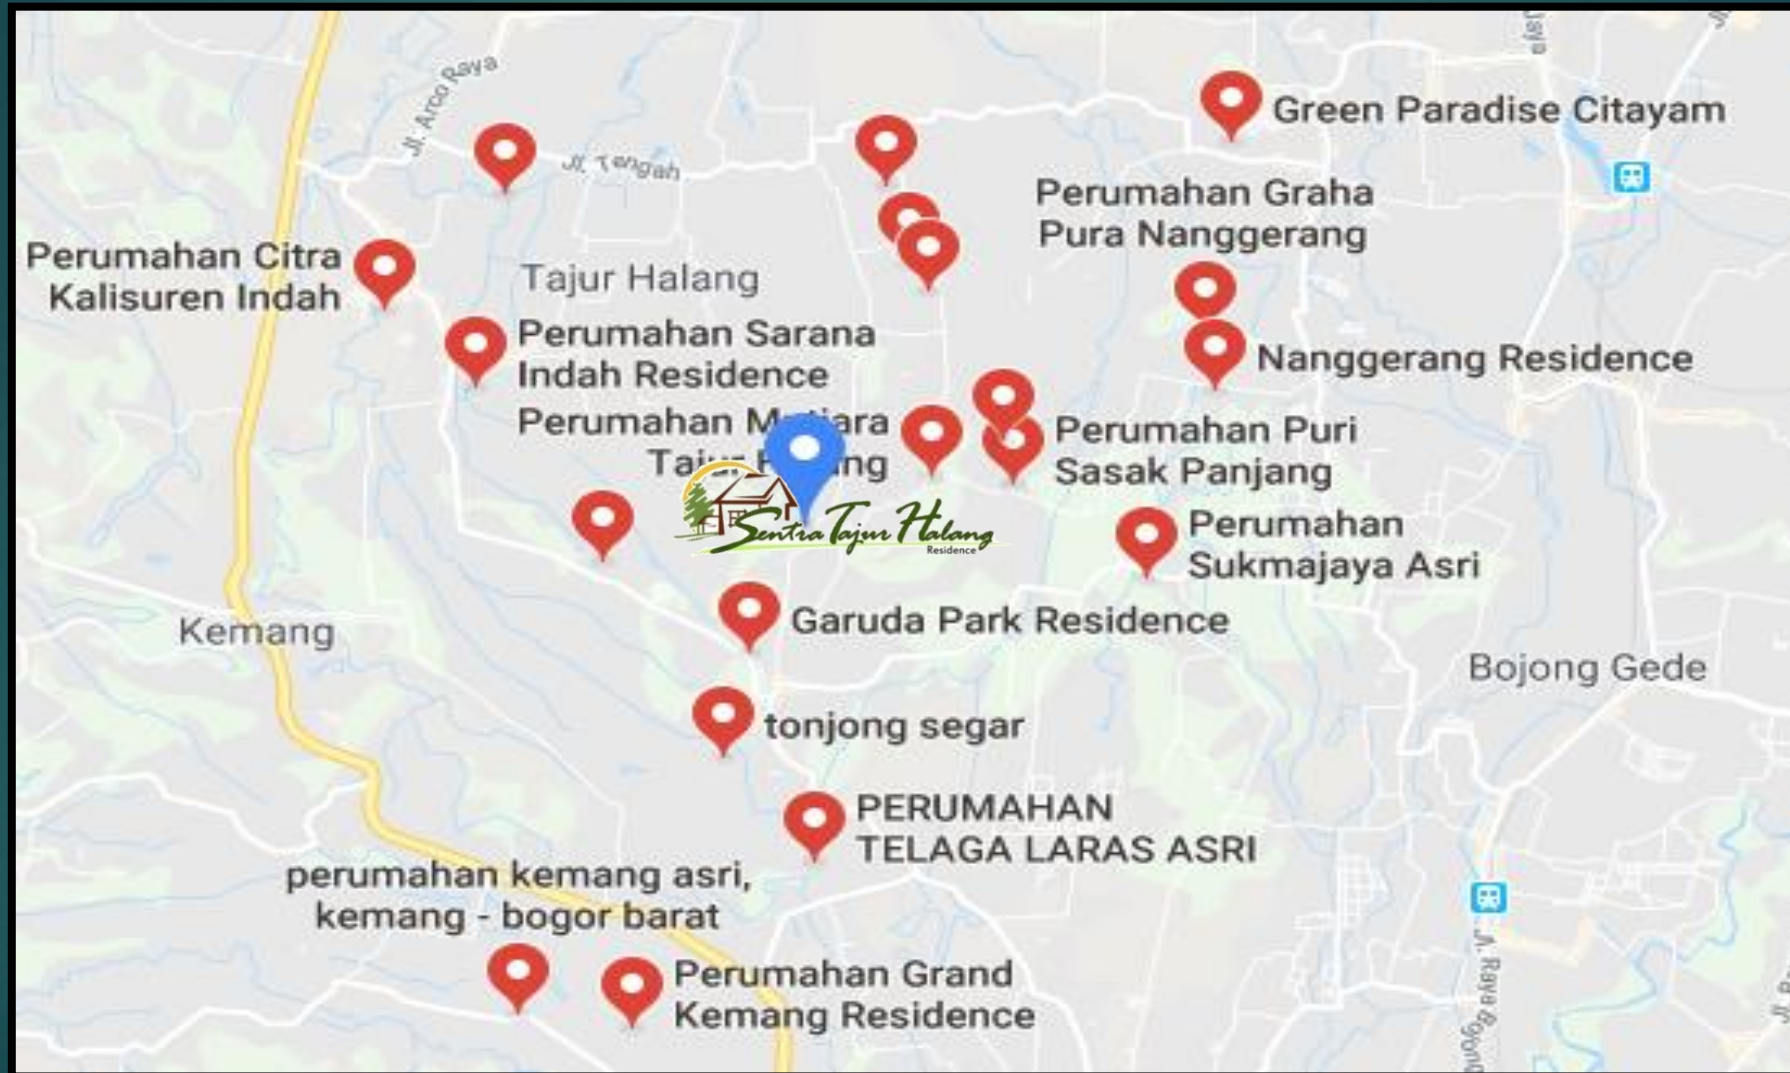 Jaya
Jl.
Jl. Arco Raya
Green Paradise Citayam
Jl. Tengah
Perumahan Graha
Pura Nanggerang
Perumahan Citra
Kalisuren Indah
Tajur Halang
Perumahan Sarana
Indah Residence
Nanggerang Residence
Perumahan
Perumahan Puri
Sasak Panjang
Sentra Tajur Halang
Residence
Perumahan
Sukmajaya Asri
Garuda Park Residence
Kemang
Bojong Gede
tonjong segar
PERUMAHAN
TELAGA LARAS ASRI
perumahan kemang asri,
kemang - bogor barat
Perumahan Grand
Kemang Residence
Jl. Raya